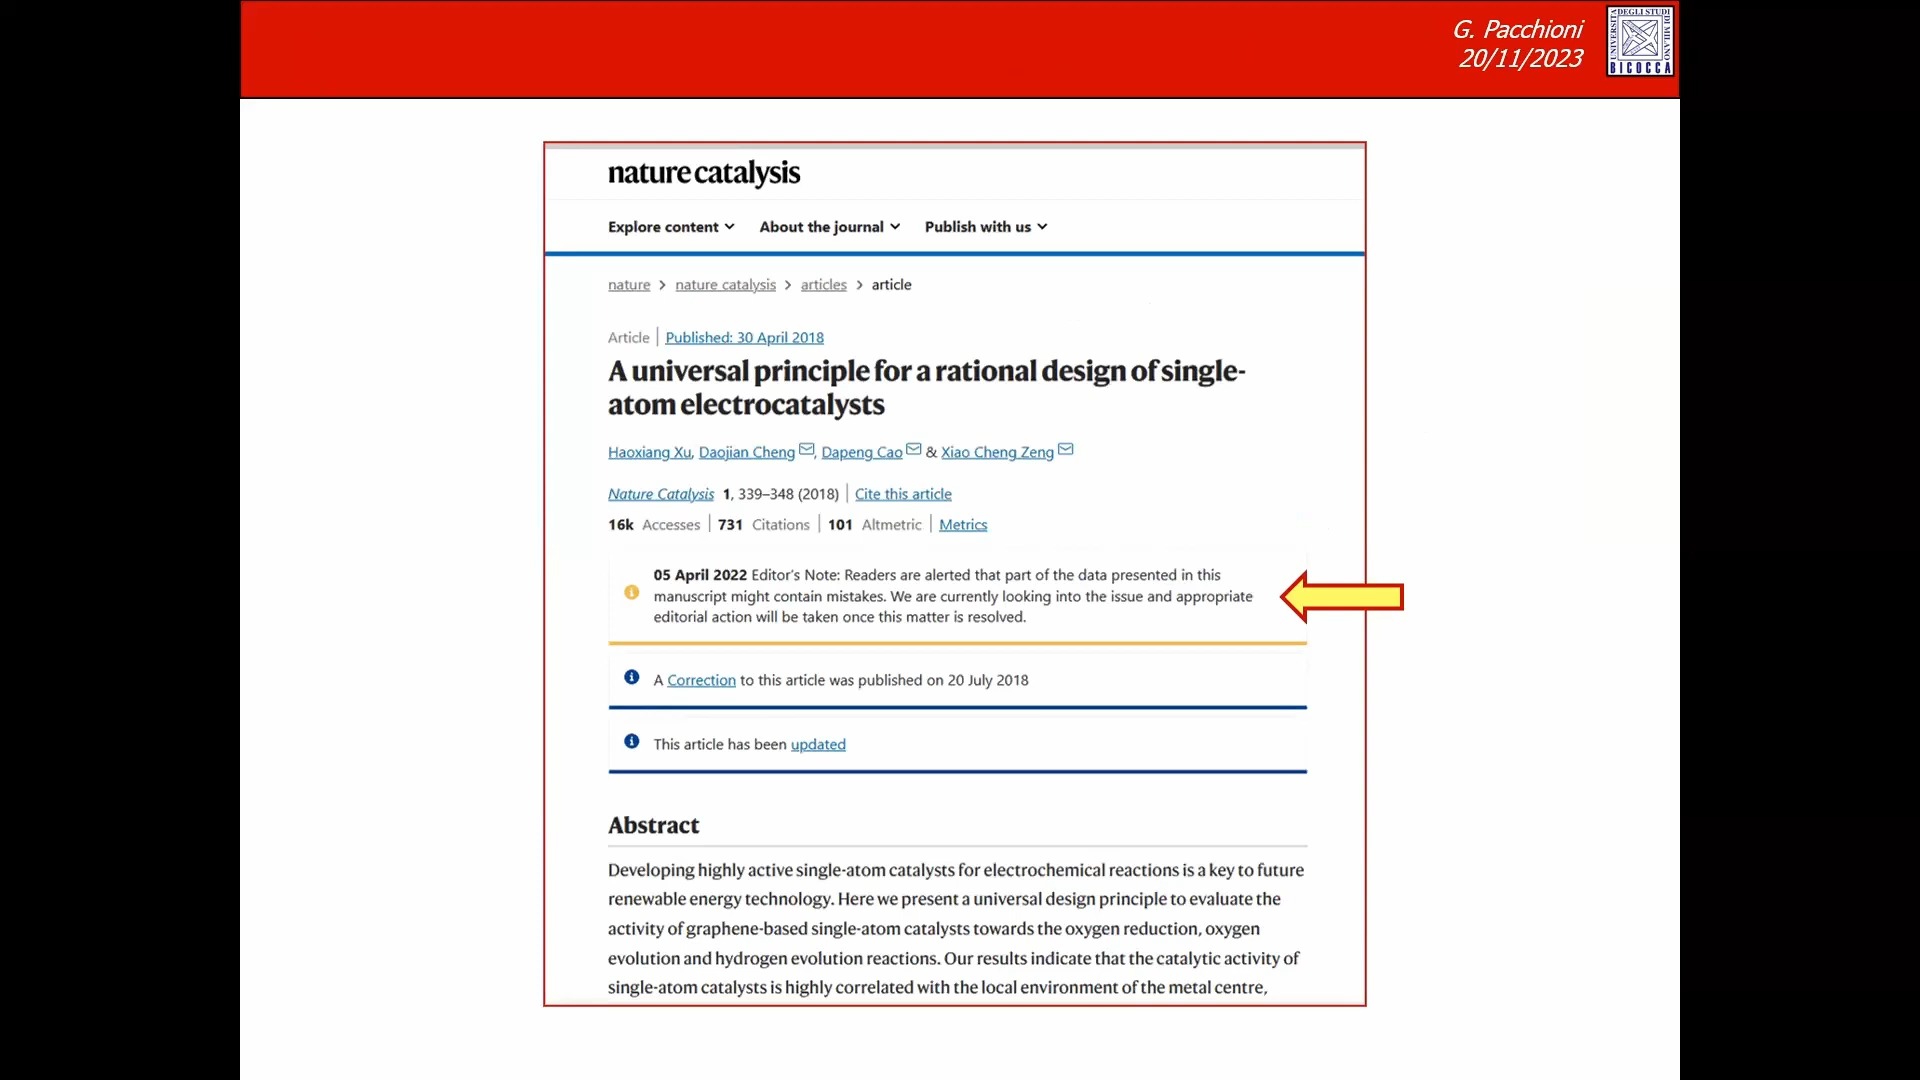 G. Pacchioni
20/11/2023
UNIVERSITÀ DEGLI STUDI DI MILANO
BICOCCA
nature catalysis
Explore content About the journal Publish with us
nature > nature catalysis > articles > article
Article | Published: 30 April 2018
A universal principle for a rational design of single-
atom electrocatalysts
Haoxiang Xu, Daojian Cheng, Dapeng Cao & Xiao Cheng Zeng
Nature Catalysis 1, 339–348 (2018) | Cite this article
16k Accesses | 731 Citations | 101 Altmetric | Metrics
05 April 2022 Editor's Note: Readers are alerted that part of the data presented in this
manuscript might contain mistakes. We are currently looking into the issue and appropriate
editorial action will be taken once this matter is resolved.
A Correction to this article was published on 20 July 2018
This article has been updated
Abstract
Developing highly active single-atom catalysts for electrochemical reactions is a key to future
renewable energy technology. Here we present a universal design principle to evaluate the
activity of graphene-based single-atom catalysts towards the oxygen reduction, oxygen
evolution and hydrogen evolution reactions. Our results indicate that the catalytic activity of
single-atom catalysts is highly correlated with the local environment of the metal centre,